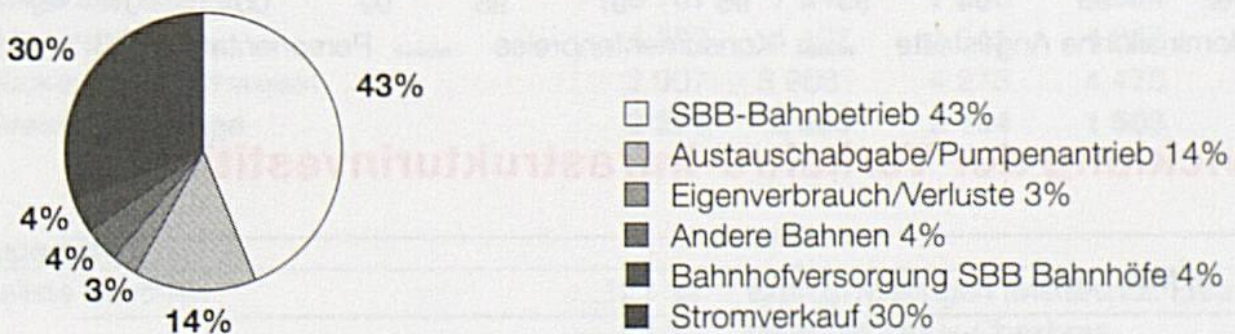 30%
43%
4%
4%
3%
14%
SBB-Bahnbetrieb 43%
Austauschabgabe/Pumpenantrieb 14%
Eigenverbrauch/Verluste 3%
Andere Bahnen 4%
Bahnhofversorgung SBB Bahnhöfe 4%
Stromverkauf 30%